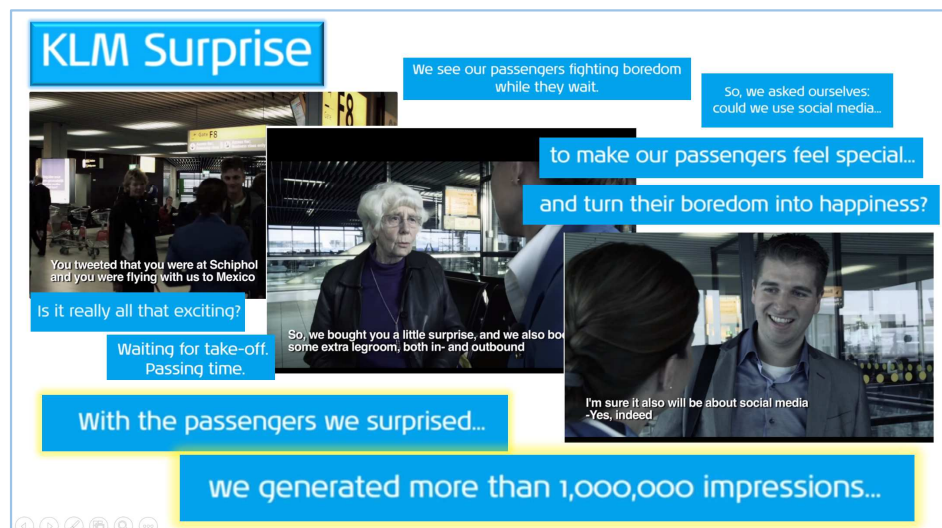 KLM Surprise
We see our passengers fighting boredom
while they wait.
So, we asked ourselves:
could we use social media...
to make our passengers feel special...
and turn their boredom into happiness?
F8
F8
You tweeted that you were at Schiphol
and you were flying with us to Mexico
Is it really all that exciting?
So, we bought you a little surprise, and we also boo
some extra legroom, both in- and outbound
Waiting for take-off.
Passing time.
I'm sure it also will be about social media
-Yes, indeed
With the passengers we surprised...
we generated more than 1,000,000 impressions...